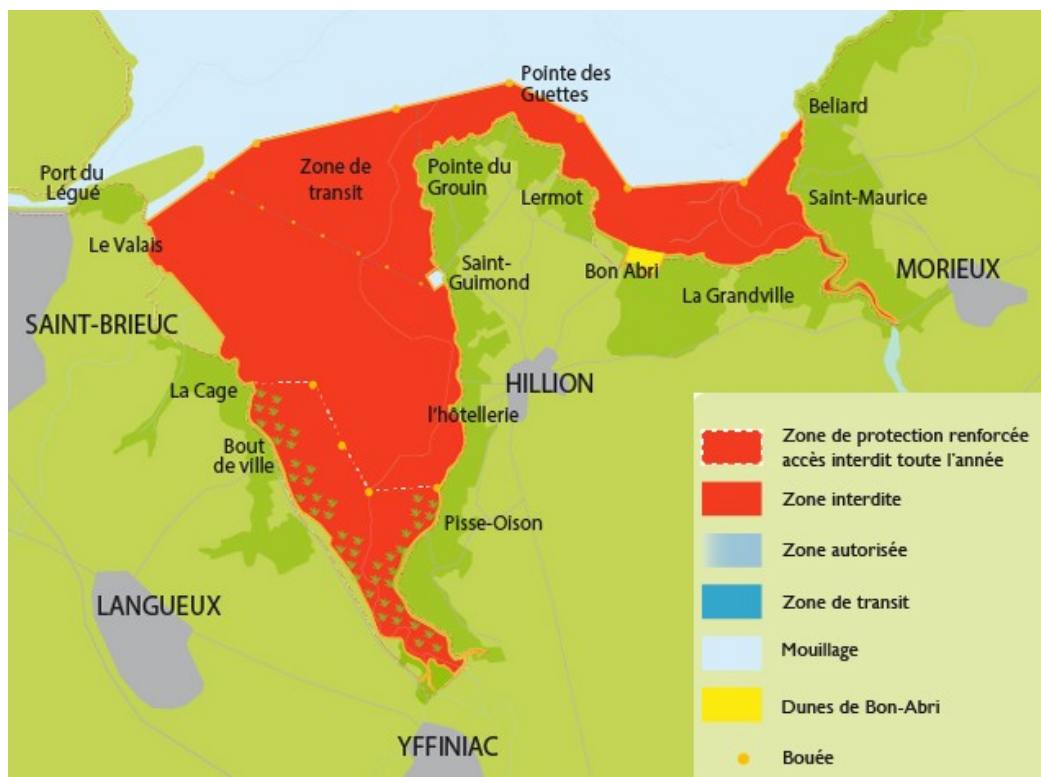 Pointe des
Guettes
Beliard
Port du
Légué
Zone de
transit
Pointe du
Grouin
Lermot
Saint-Maurice
Le Valais
Saint-
Guimond
Bon Abri
MORIEUX
La Grandville
SAINT-BRIEUC
HILLION
La Cage
l'hôtellerie
Bout
de ville
Pisse-Oison
LANGUEUX
YFFINIAC
Zone de protection renforcée
accès interdit toute l'année
Zone interdite
Zone autorisée
Zone de transit
Mouillage
Dunes de Bon-Abri
Bouée